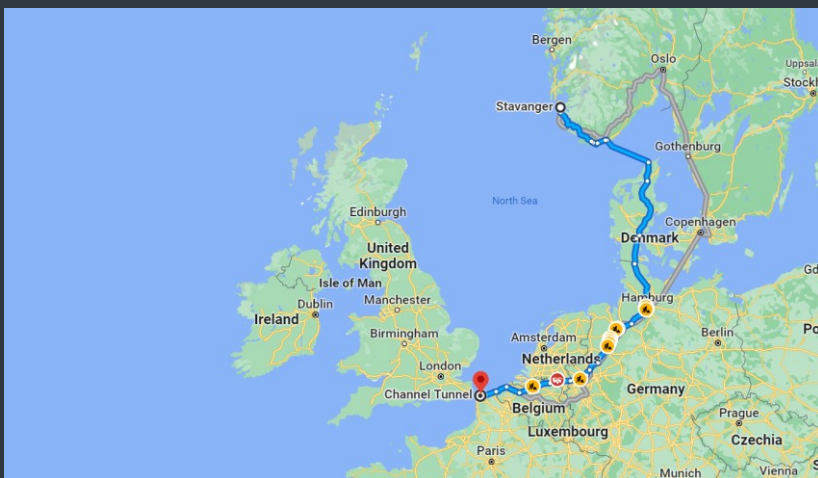 Bergen
Oslo
Uppsala
Stockh
Stavanger
Gothenburg
North Sea
Edinburgh
Copenhagen
Denmark
United
Kingdom
Isle of Man
Gd
Hamburg
Dublin
Manchester
Ireland
Amsterdam
Berlin
Po
Birmingham
Netherlands
London
Channel Tunnel
Germany
Belgium
Prague
Luxembourg
Czechia
Paris
Munich
Vienna